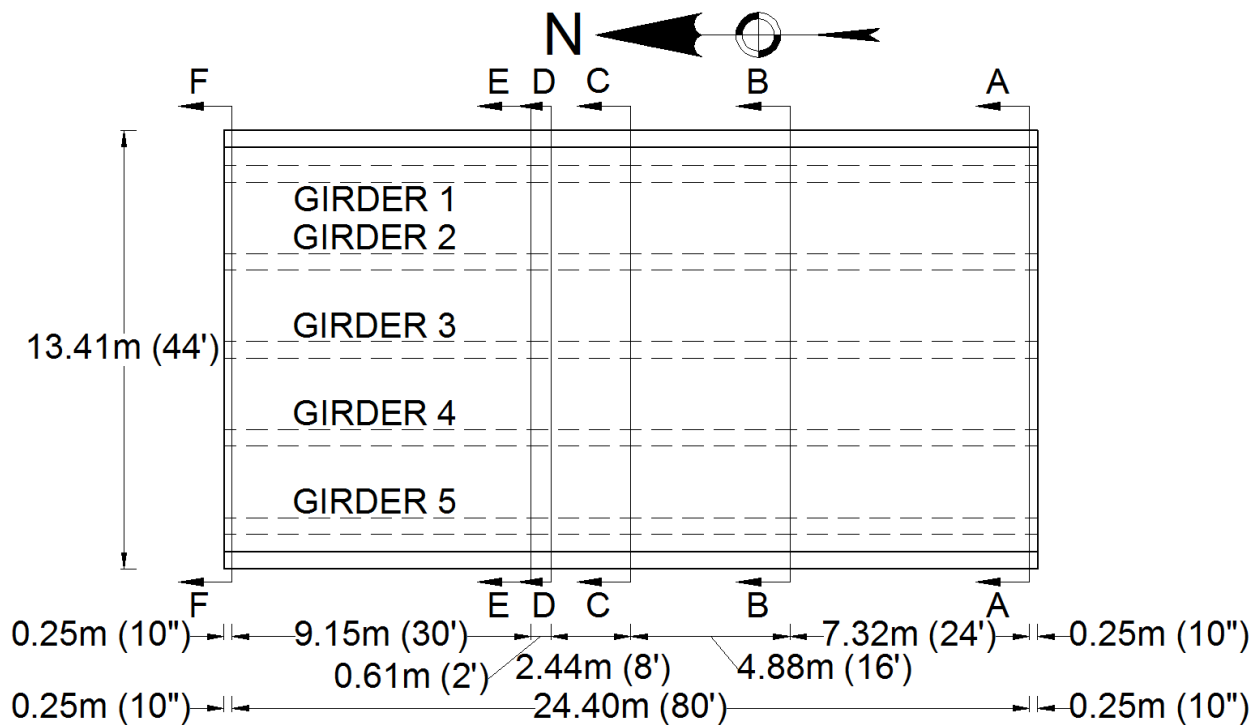 N
F E D C B A
GIRDER 1
GIRDER 2
GIRDER 3
13.41m (44')
GIRDER 4
GIRDER 5
F E D C B A
0.25m (10") 9.15m (30') 7.32m (24') 0.25m (10")
0.61m (2') 2.44m (8') 4.88m (16')
0.25m (10") 24.40m (80') 0.25m (10")